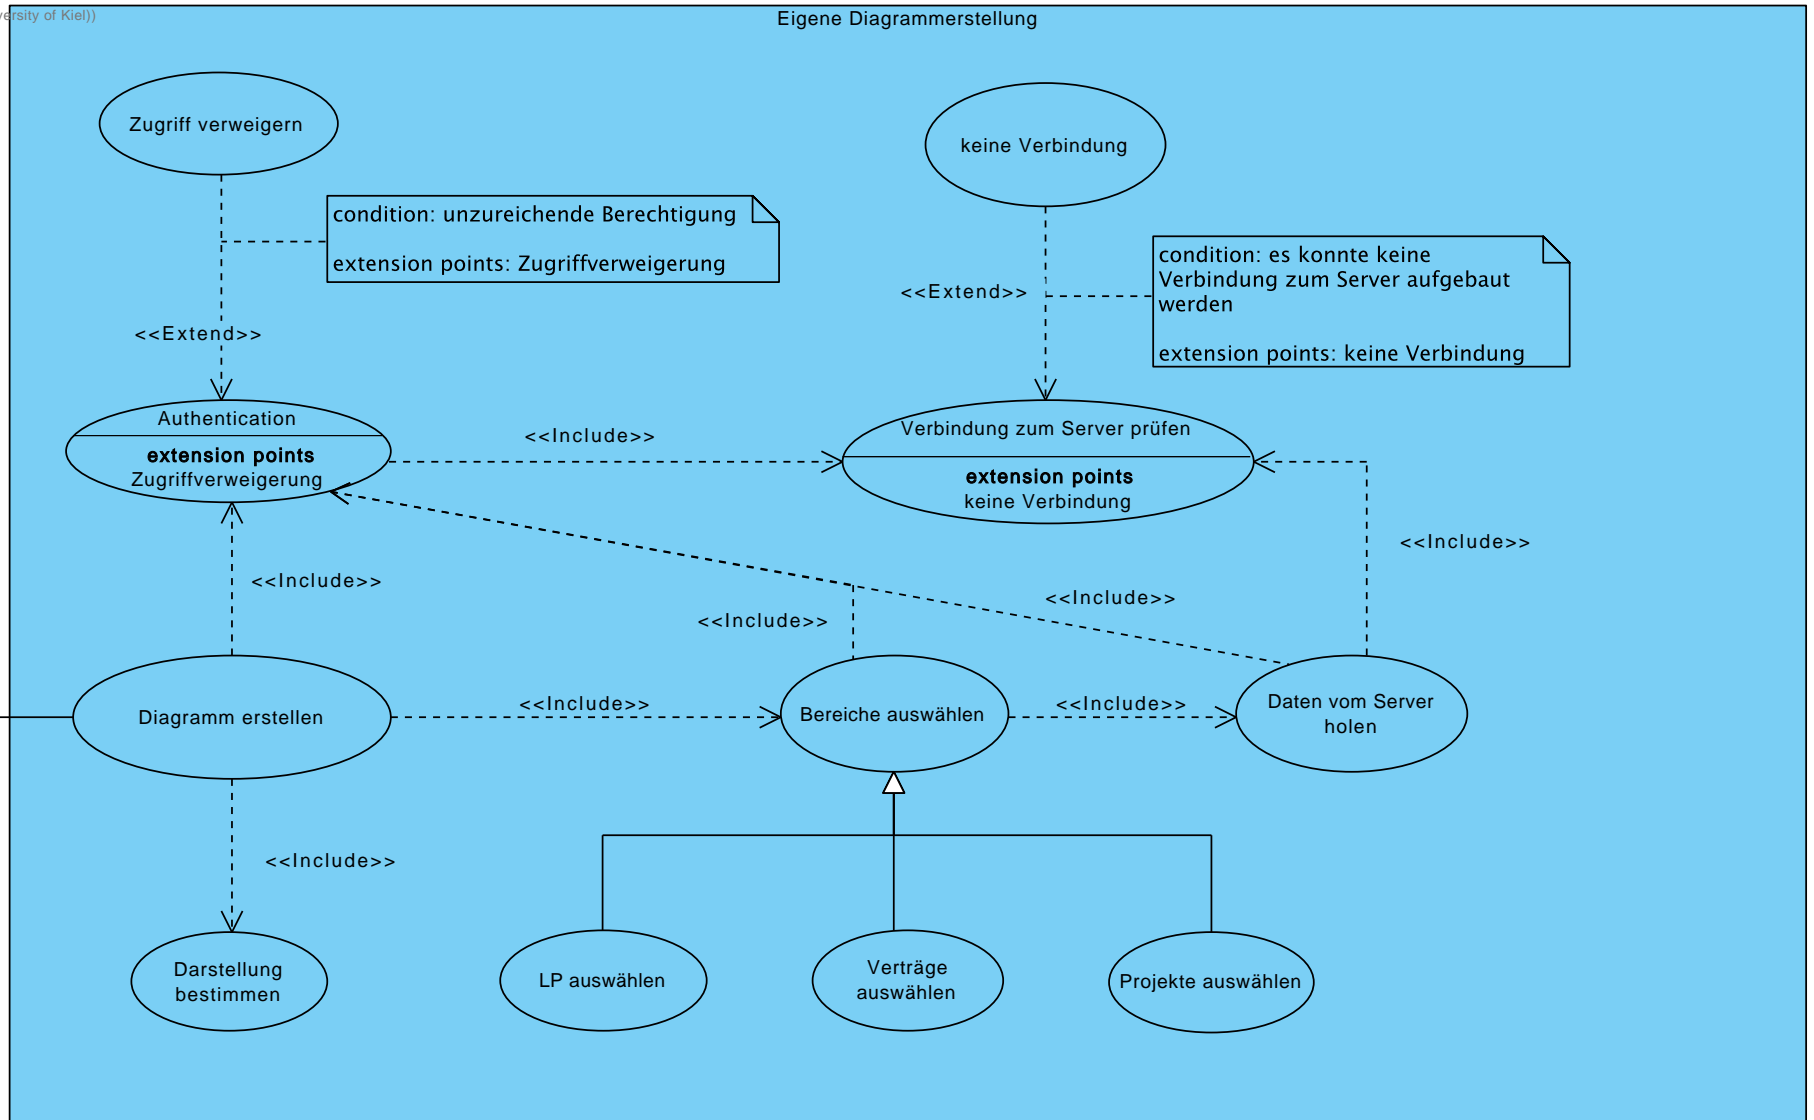 versity of Kiel))
Eigene Diagrammerstellung
Zugriff verweigern
keine Verbindung
condition: unzureichende Berechtigung
extension points: Zugriffverweigerung
condition: es konnte keine
Verbindung zum Server aufgebaut
werden
extension points: keine Verbindung
<<Extend>>
<<Extend>>
Authentication
extension points
Zugriffverweigerung
<<Include>>
Verbindung zum Server prüfen
extension points
keine Verbindung
<<Include>>
<<Include>>
<<Include>>
<<Include>>
Diagramm erstellen
<<Include>>
Bereiche auswählen
<<Include>>
Daten vom Server
holen
<<Include>>
Darstellung
bestimmen
LP auswählen
Verträge
auswählen
Projekte auswählen